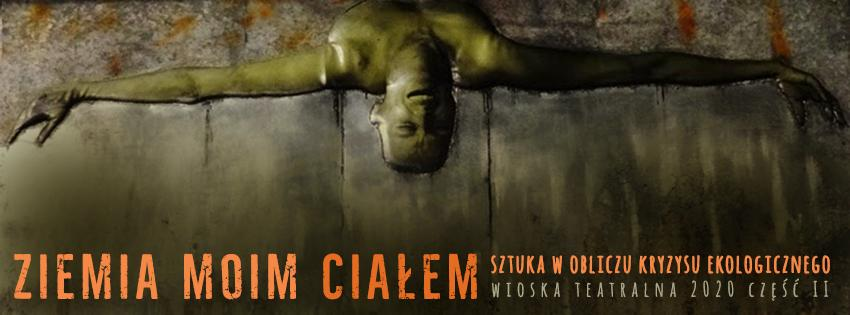 ZIEMIA MOIM CIAŁEM
SZTUKA W OBLICZU KRYZYSU EKOLOGICZNEGO
WIOSKA TEATRALNA 2020 CZĘŚĆ II